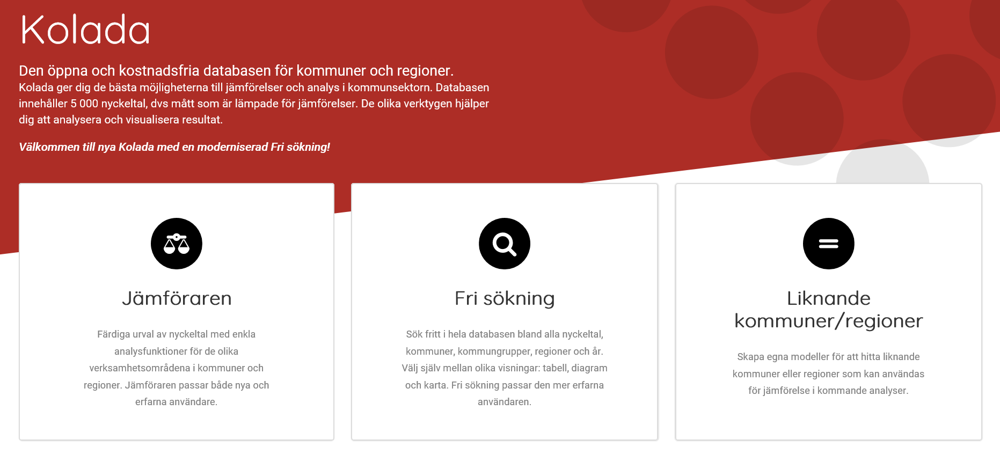 Kolada
Den öppna och kostnadsfria databasen för kommuner och regioner.
Kolada ger dig de bästa möjligheterna till jämförelser och analys i kommunsektorn. Databasen
innehåller 5 000 nyckeltal, dvs mått som är lämpade för jämförelser. De olika verktygen hjälper
dig att analysera och visualisera resultat.
Välkommen till nya Kolada med en moderniserad Fri sökning!
Jämföraren
Färdiga urval av nyckeltal med enkla
analysfunktioner för de olika
verksamhetsområdena i kommuner och
regioner. Jämföraren passar både nya och
erfarna användare.
Fri sökning
Sök fritt i hela databasen bland alla nyckeltal,
kommuner, kommungrupper, regioner och år.
Välj själv mellan olika visningar: tabell, diagram
och karta. Fri sökning passar den mer erfarna
användaren.
Liknande
kommuner/regioner
Skapa egna modeller för att hitta liknande
kommuner eller regioner som kan användas
för jämförelse i kommande analyser.